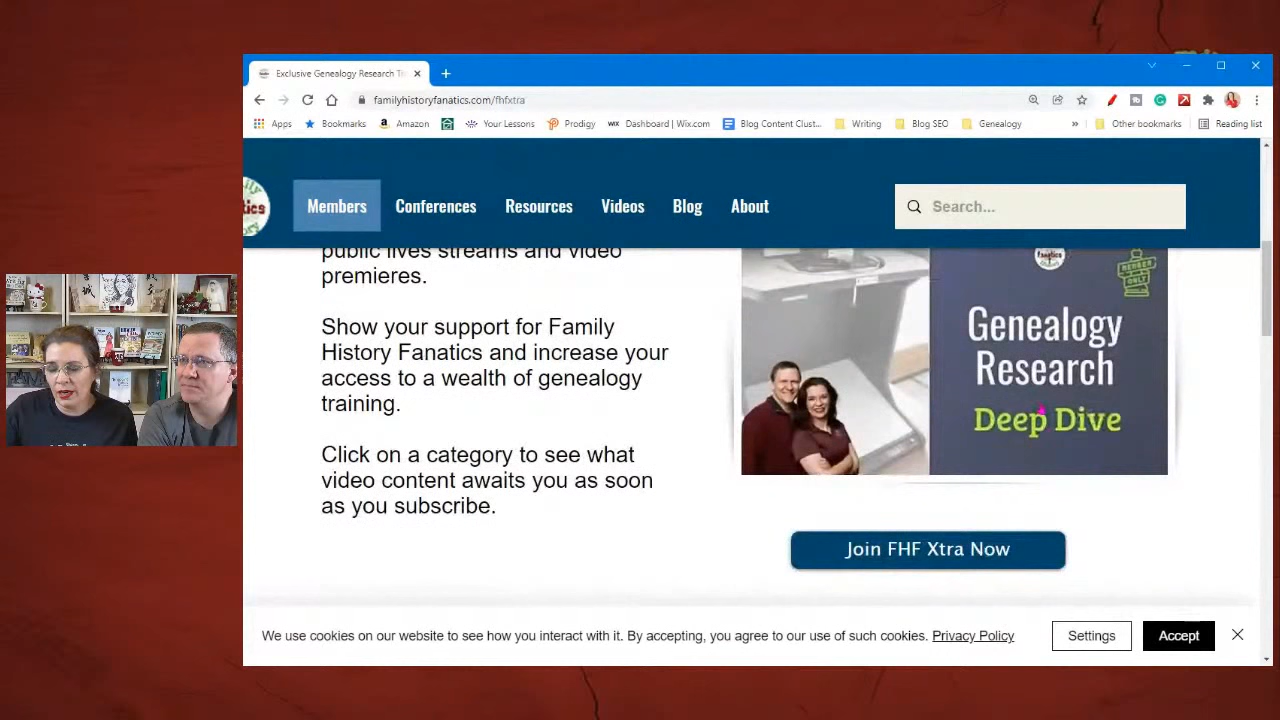 Exclusive Genealogy Research Tr
familyhistoryfanatics.com/fhfxtra
Apps Bookmarks Amazon Your Lessons Prodigy WIX Dashboard | Wix.com Blog Content Clust... Writing Blog SEO Genealogy » Other bookmarks Reading list
Members Conferences Resources Videos Blog About Search...
public lives streams and video
premieres.
Show your support for Family
History Fanatics and increase your
access to a wealth of genealogy
training.
Click on a category to see what
video content awaits you as soon
as you subscribe.
Fanatics
MEMBER
ONLY
Genealogy
Research
Deep Dive
Join FHF Xtra Now
We use cookies on our website to see how you interact with it. By accepting, you agree to our use of such cookies. Privacy Policy Settings Accept